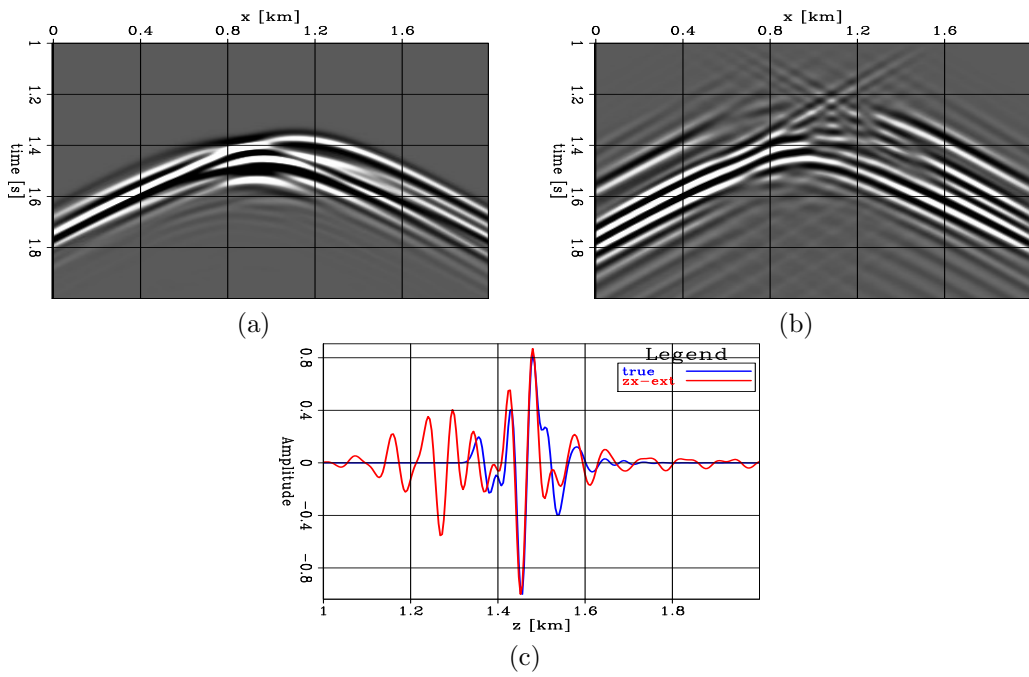 x [km]
0 0.4 0.8 1.2 1.6
1
1.2
1.4
1.6
1.8
time [s]
(a)
x [km]
0 0.4 0.8 1.2 1.6
1
1.2
1.4
1.6
1.8
time [s]
(b)
Legend
true
zx-ext
0.8
0.4
0
-0.4
-0.8
Amplitude
1 1.2 1.4 1.6 1.8
z [km]
(c)